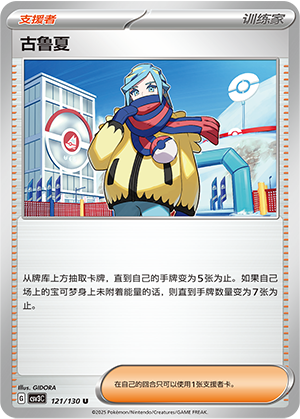 支援者 训练家
古鲁夏
从牌库上方抽取卡牌，直到自己的手牌变为5张为止。如果自己
场上的宝可梦身上未附着能量的话，则直到手牌数量变为7张为
止。
Illus. GIDORA
G CSV3C 121/130 U
在自己的回合只可以使用1张支援者卡。
©2025 Pokémon/Nintendo/Creatures/GAME FREAK.